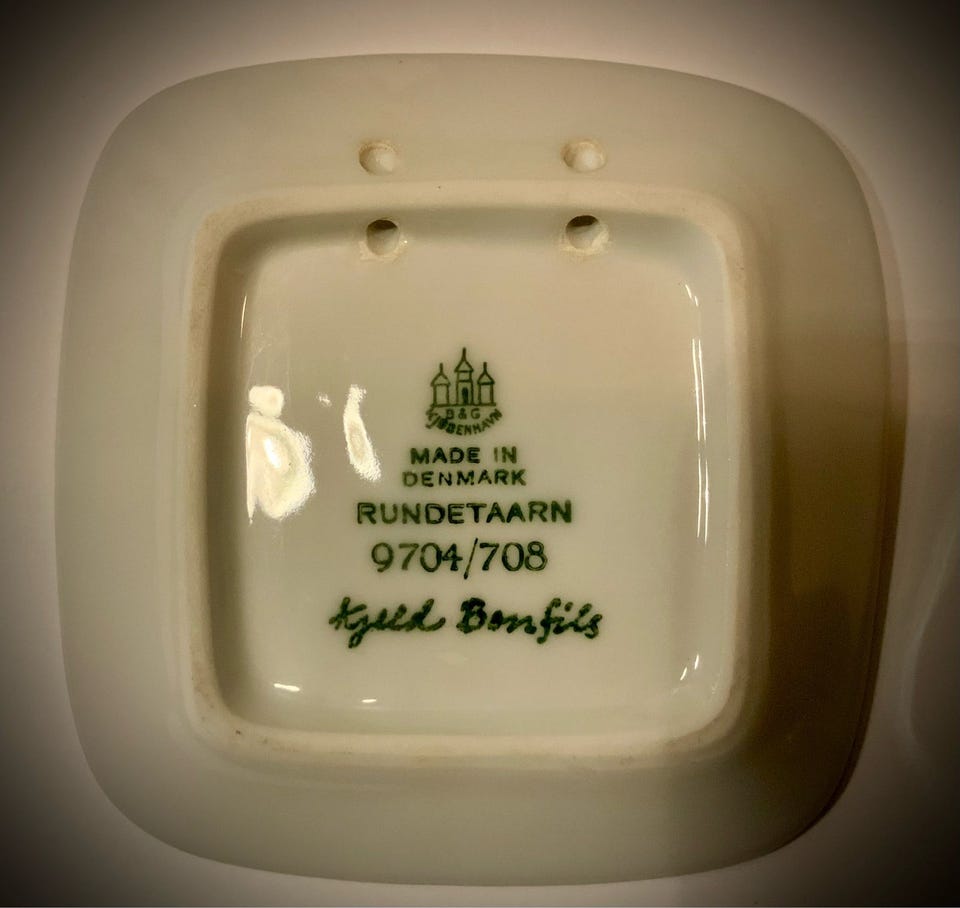 B&G
KJØBENHAVN
MADE IN
DENMARK
RUNDETAARN
9704/708
Kjeld Bonfils